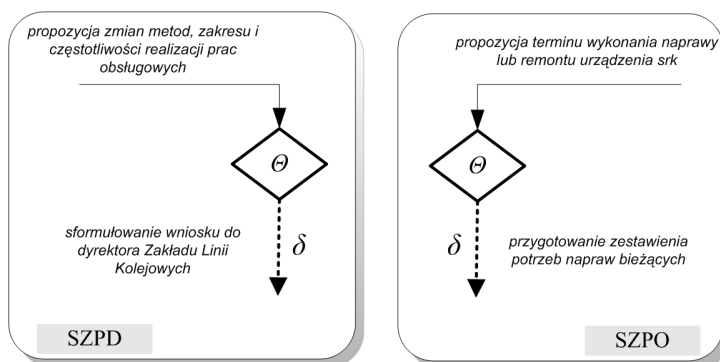 propozycja zmian metod, zakresu i
częstotliwości realizacji prac
obsługowych
Θ
sformułowanie wniosku do
dyrektora Zakładu Linii
Kolejowych
δ
SZPD
propozycja terminu wykonania naprawy
lub remontu urządzenia srk
Θ
δ
przygotowanie zestawienia
potrzeb napraw bieżących
SZPO